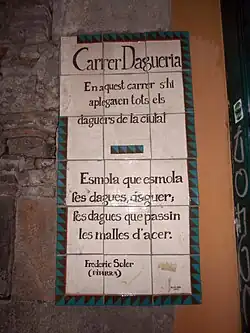 Carrer Dagueria
En aquest carrer s'hi
aplegaven tots els
daguers de la ciutat
Esmola que esmola
les dagues, daguer,
les dagues que passin
les malles d'acer.
Frederic Soler
(PITARRA)